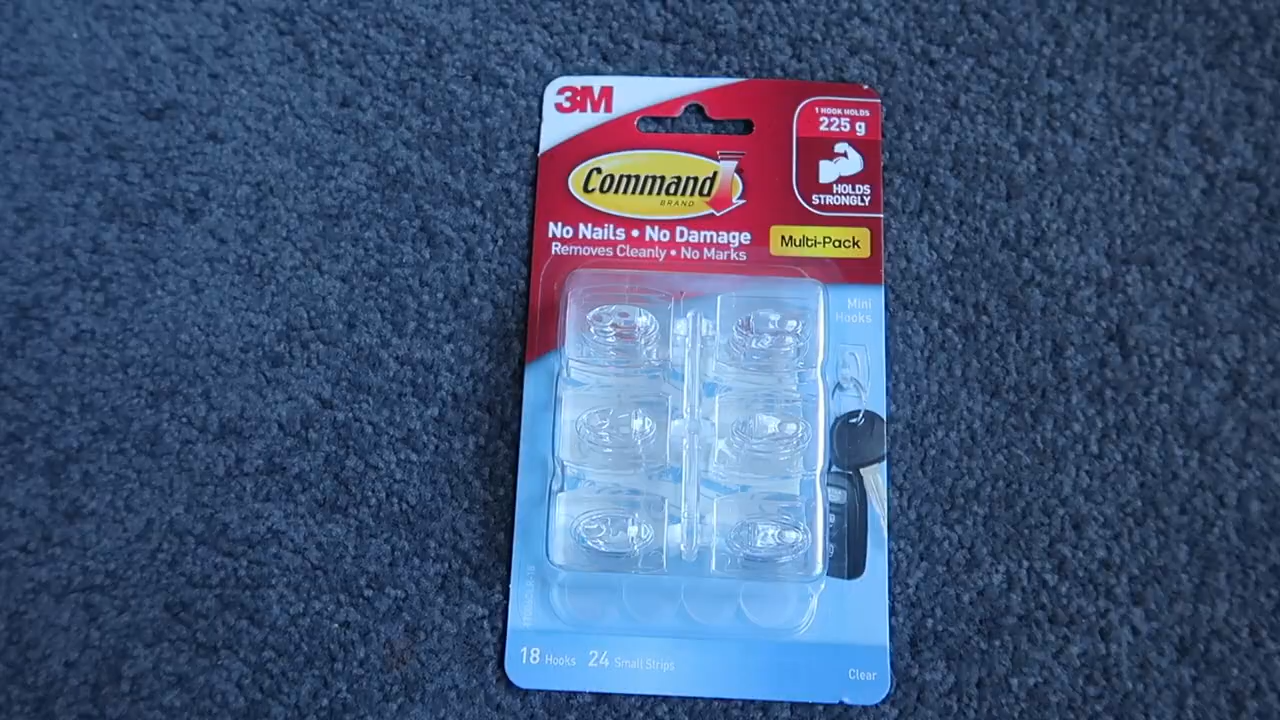 3M
1 HOOK HOLDS
225 g
HOLDS
STRONGLY
Command
BRAND
No Nails • No Damage
Removes Cleanly • No Marks
Multi-Pack
Mini
Hooks
18 Hooks 24 Small Strips
Clear